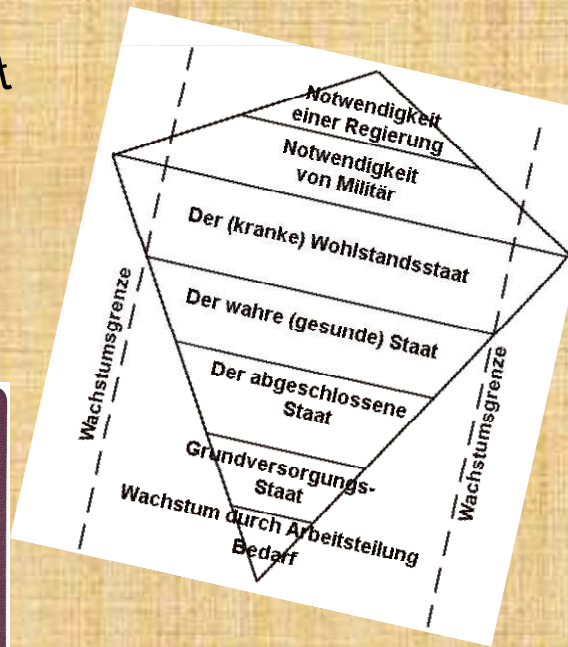 t
Notwendigkeit
einer Regierung
Notwendigkeit
von Militär
Der (kranke) Wohlstandsstaat
Der wahre (gesunde) Staat
Der abgeschlossene
Staat
Grundversorgungs-
Staat
Wachstum durch Arbeitsteilung
Bedarf
Wachstumsgrenze
Wachstumsgrenze